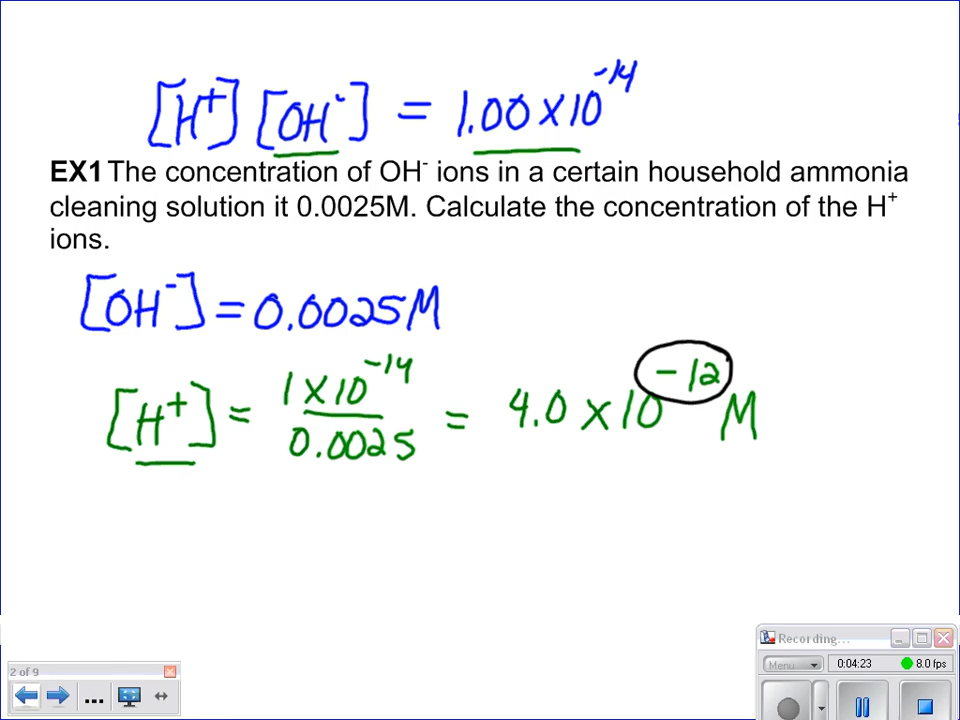 [H⁺] [OH⁻] = 1.00 x 10⁻¹⁴
EX1 The concentration of OH⁻ ions in a certain household ammonia
cleaning solution it 0.0025M. Calculate the concentration of the H⁺
ions.
[OH⁻] = 0.0025 M
[H⁺] = 1 x 10⁻¹⁴ / 0.0025 = 4.0 x 10⁻¹² M
Recording...
Menu 0:04:23 8.0 fps
2 of 9
...